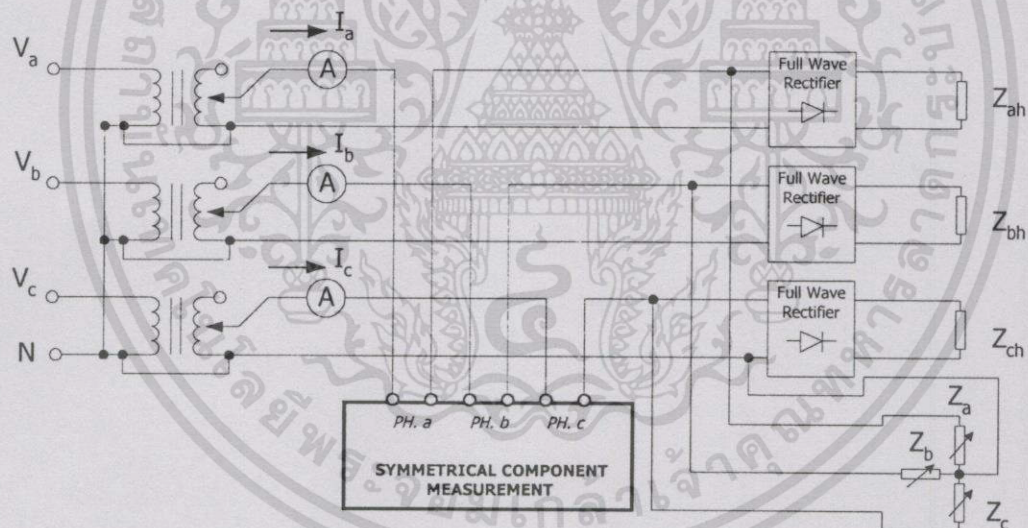 V_a
I_a
A
Full Wave
Rectifier
Z_ah
V_b
I_b
A
Full Wave
Rectifier
Z_bh
V_c
I_c
A
Full Wave
Rectifier
Z_ch
N
PH. a PH. b PH. c
SYMMETRICAL COMPONENT
MEASUREMENT
Z_a
Z_b
Z_c